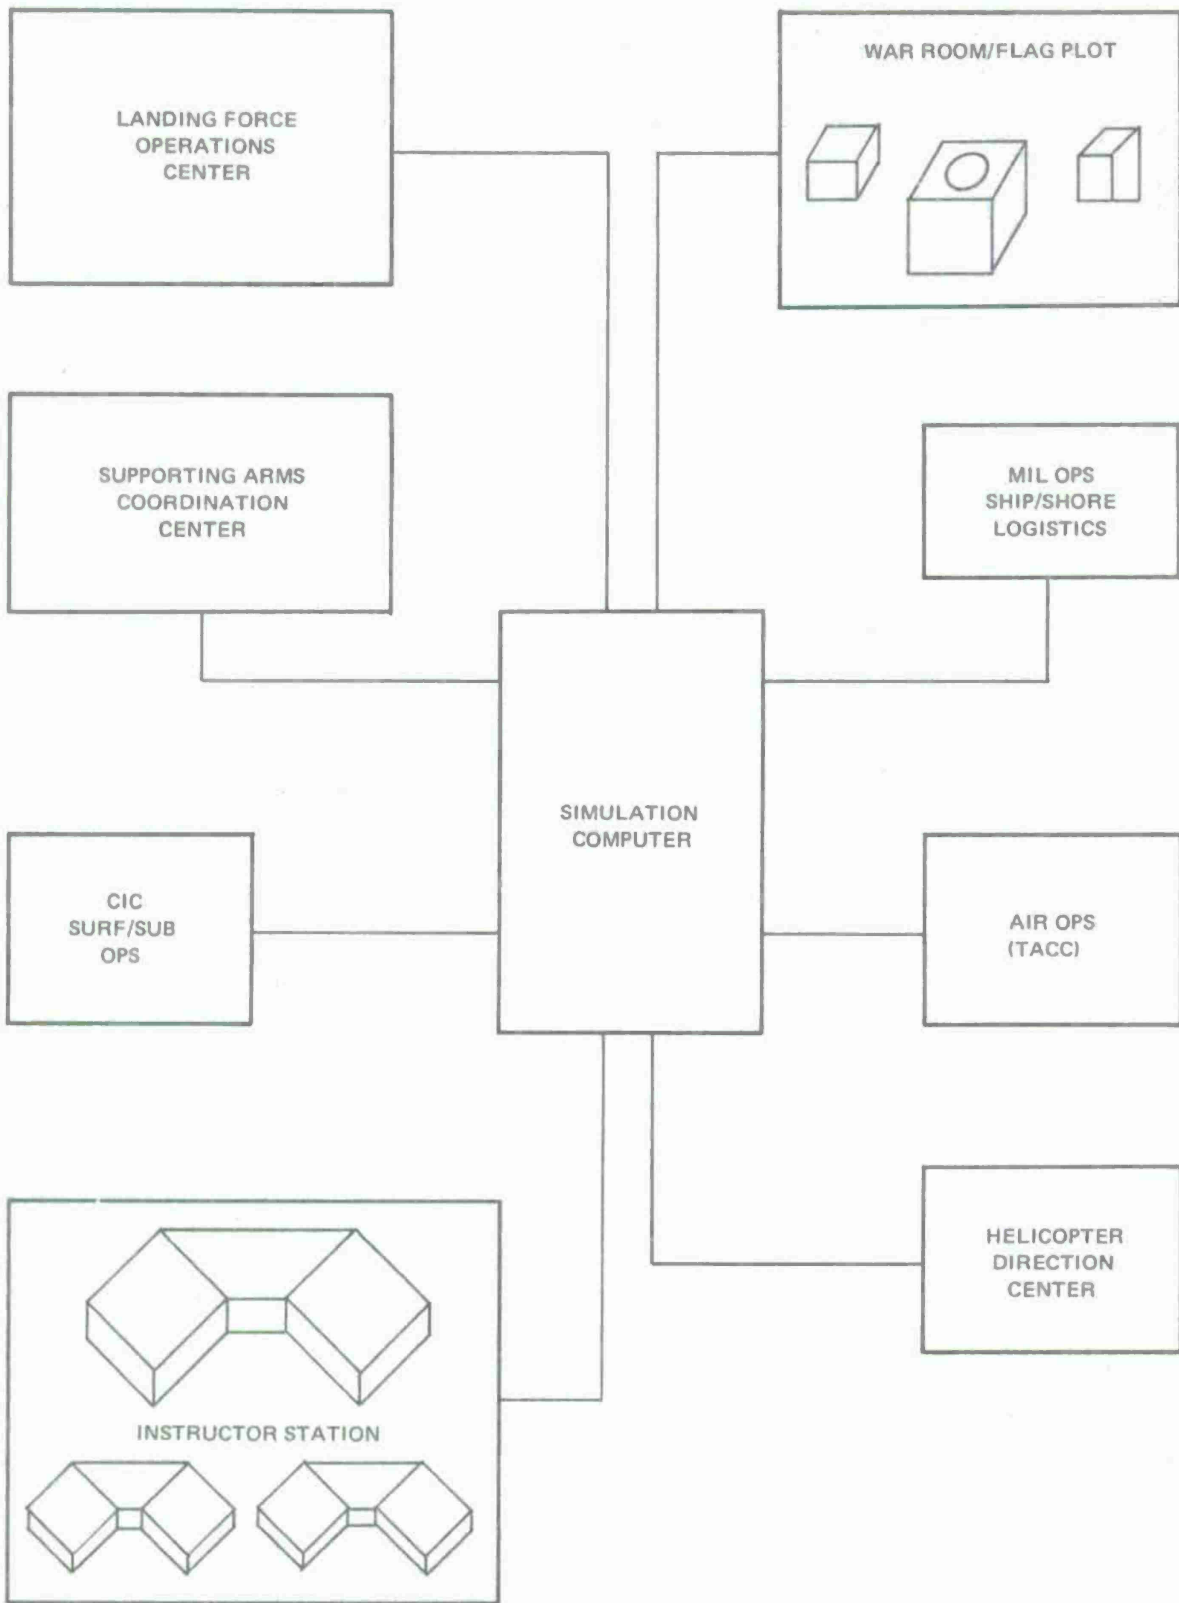 LANDING FORCE
OPERATIONS
CENTER
WAR ROOM/FLAG PLOT
SUPPORTING ARMS
COORDINATION
CENTER
MIL OPS
SHIP/SHORE
LOGISTICS
SIMULATION
COMPUTER
CIC
SURF/SUB
OPS
AIR OPS
(TACC)
HELICOPTER
DIRECTION
CENTER
INSTRUCTOR STATION